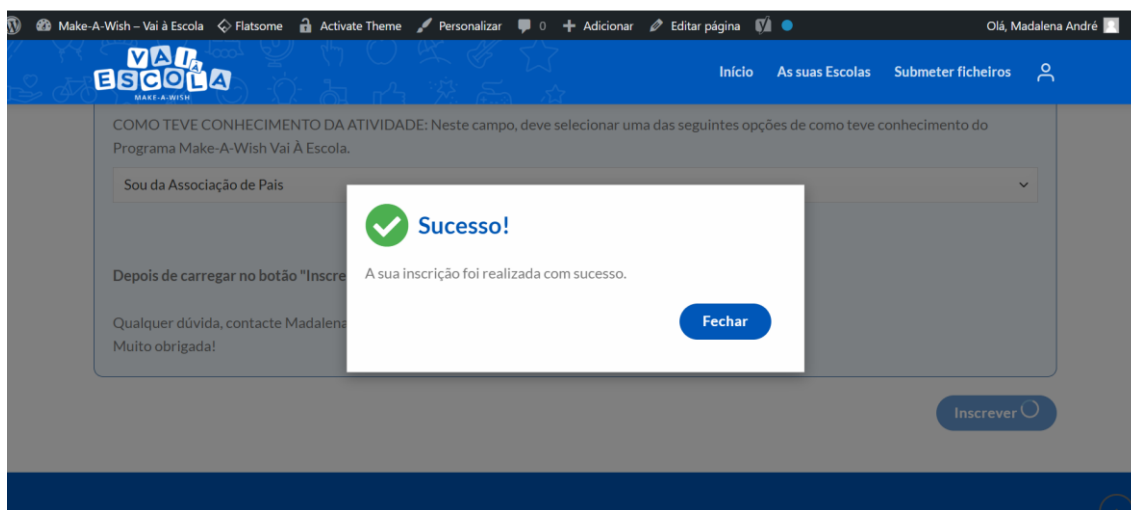 Make-A-Wish – Vai à Escola Flatsome Activate Theme Personalizar 0 Adicionar Editar página Olá, Madalena André
VAI À
ESCOLA
MAKE-A-WISH
Início As suas Escolas Submeter ficheiros
COMO TEVE CONHECIMENTO DA ATIVIDADE: Neste campo, deve selecionar uma das seguintes opções de como teve conhecimento do
Programa Make-A-Wish Vai À Escola.
Sou da Associação de Pais
Sucesso!
A sua inscrição foi realizada com sucesso.
Fechar
Depois de carregar no botão "Inscre
Qualquer dúvida, contacte Madalena
Muito obrigada!
Inscrever